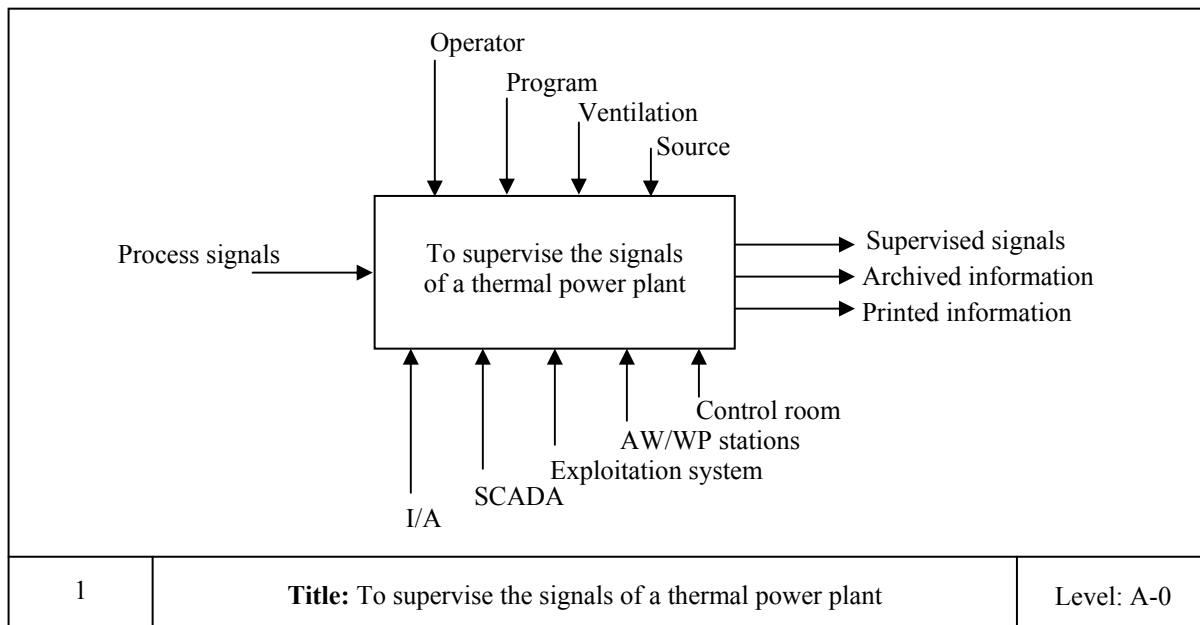 Operator
Program
Ventilation
Source
Process signals
To supervise the signals
of a thermal power plant
Supervised signals
Archived information
Printed information
Control room
AW/WP stations
Exploitation system
SCADA
I/A
1
Title: To supervise the signals of a thermal power plant
Level: A-0